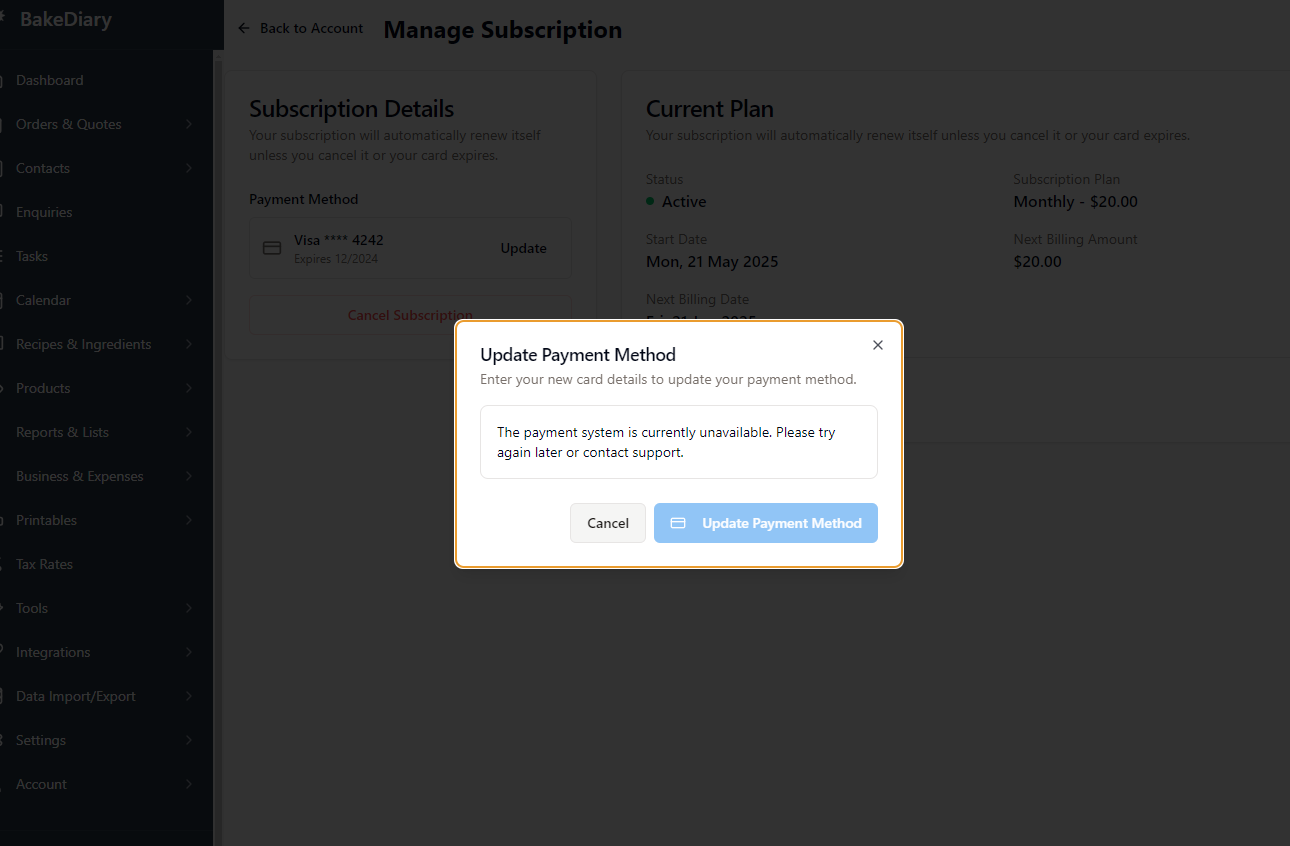 BakeDiary
Dashboard
Orders & Quotes
Contacts
Enquiries
Tasks
Calendar
Recipes & Ingredients
Products
Reports & Lists
Business & Expenses
Printables
Tax Rates
Tools
Integrations
Data Import/Export
Settings
Account
Back to Account
Manage Subscription
Subscription Details
Your subscription will automatically renew itself
unless you cancel it or your card expires.
Payment Method
Visa **** 4242
Expires 12/2024
Update
Cancel Subscription
Current Plan
Your subscription will automatically renew itself unless you cancel it or your card expires.
Status
Active
Subscription Plan
Monthly - $20.00
Start Date
Mon, 21 May 2025
Next Billing Amount
$20.00
Next Billing Date
Update Payment Method
Enter your new card details to update your payment method.
The payment system is currently unavailable. Please try
again later or contact support.
Cancel
Update Payment Method